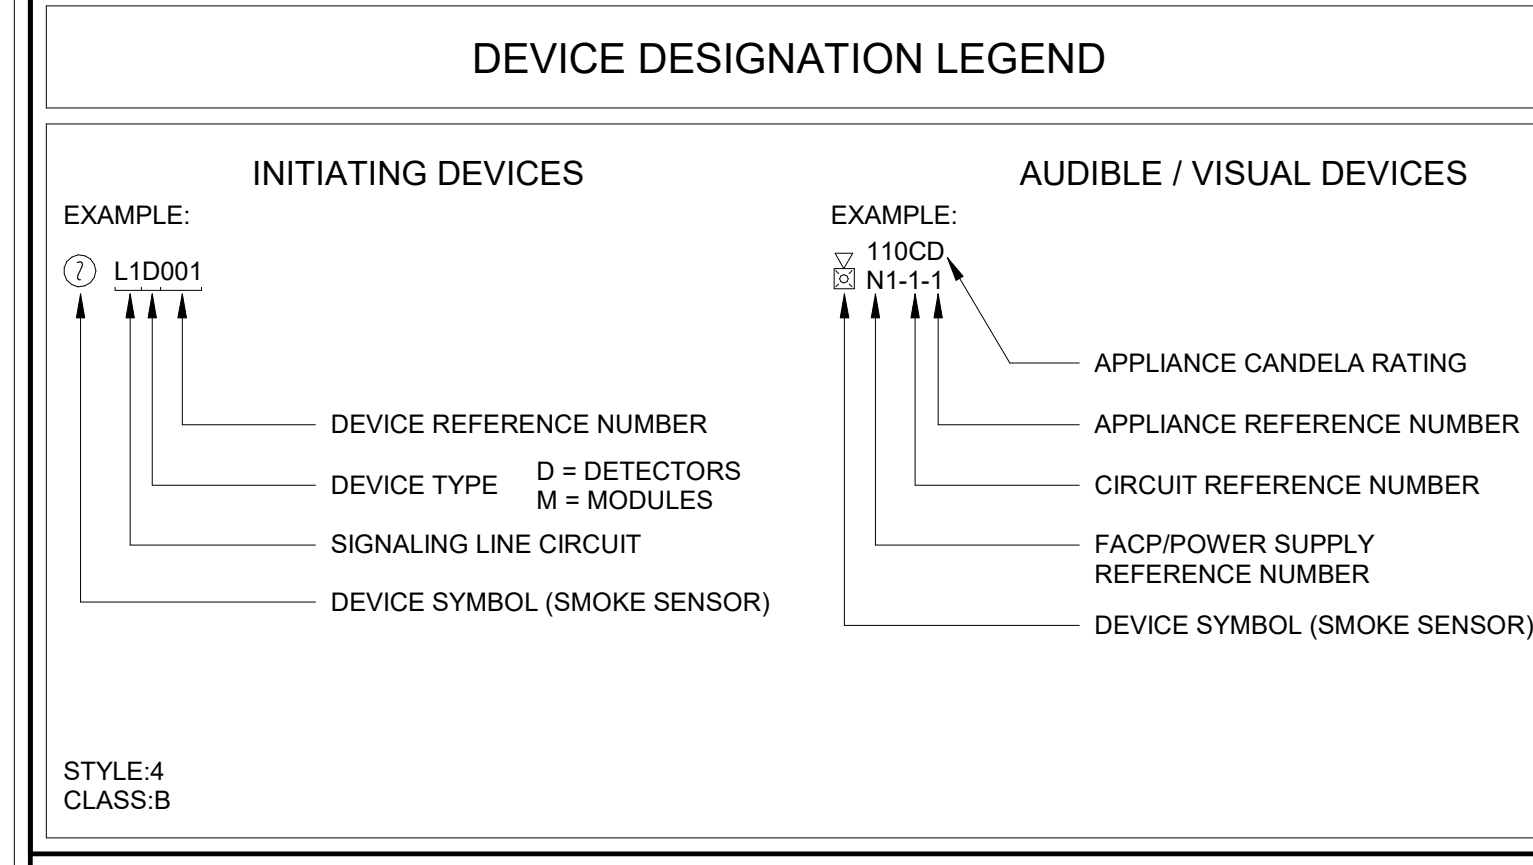 DEVICE DESIGNATION LEGEND
INITIATING DEVICES
EXAMPLE:
L1D001
DEVICE REFERENCE NUMBER
DEVICE TYPE
D = DETECTORS
M = MODULES
SIGNALING LINE CIRCUIT
DEVICE SYMBOL (SMOKE SENSOR)
STYLE:4
CLASS:B
AUDIBLE / VISUAL DEVICES
EXAMPLE:
110CD
N1-1-1
APPLIANCE CANDELA RATING
APPLIANCE REFERENCE NUMBER
CIRCUIT REFERENCE NUMBER
FACP/POWER SUPPLY
REFERENCE NUMBER
DEVICE SYMBOL (SMOKE SENSOR)